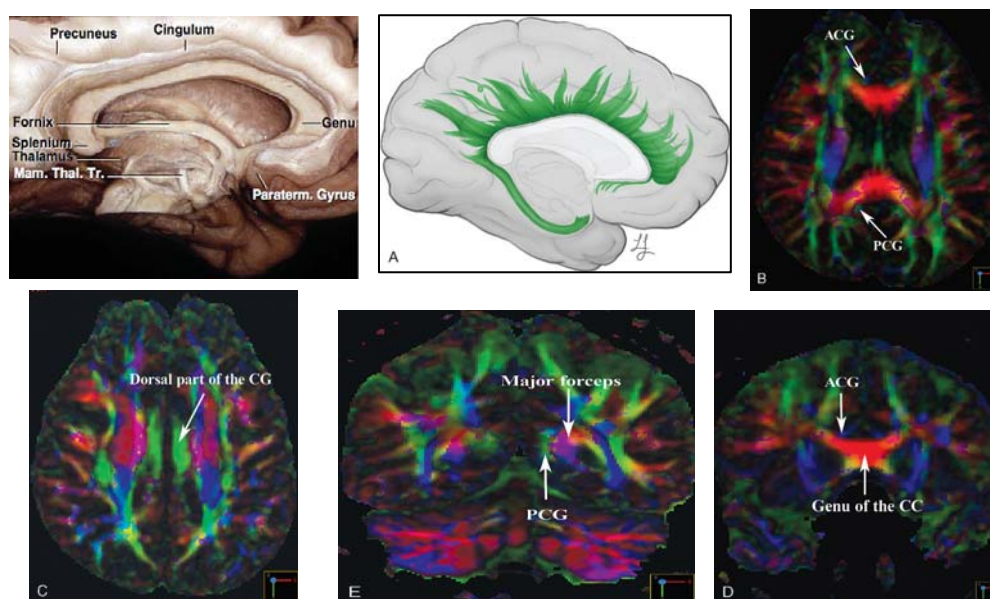 Precuneus
Cingulum
Fornix
Genu
Splenium
Thalamus
Mam. Thal. Tr.
Paraterm. Gyrus
A
ACG
PCG
B
Dorsal part of the CG
C
Major forceps
PCG
E
ACG
Genu of the CC
D